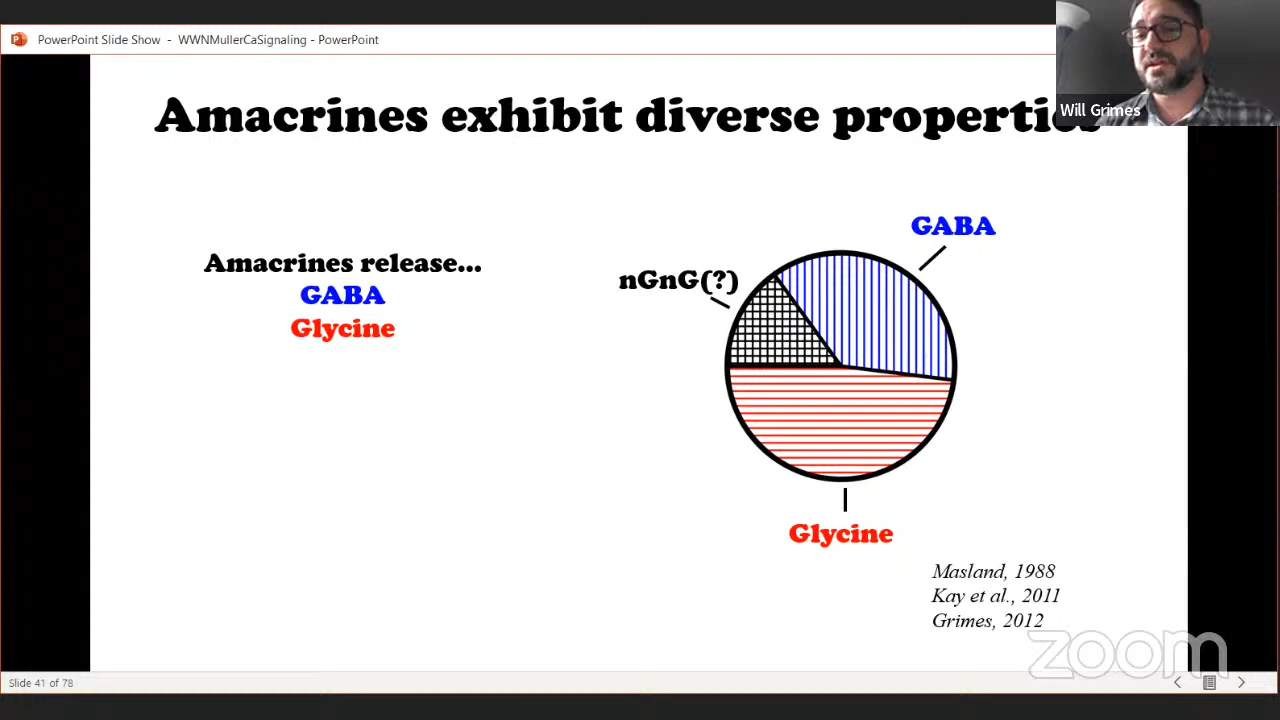 PowerPoint Slide Show - WWNMullerCaSignaling - PowerPoint
Will Grimes
Amacrines exhibit diverse
Amacrines release...
GABA
Glycine
nGnG(?)
GABA
Glycine
Masland, 1988
Kay et al., 2011
Grimes, 2012
zoom
Slide 41 of 78